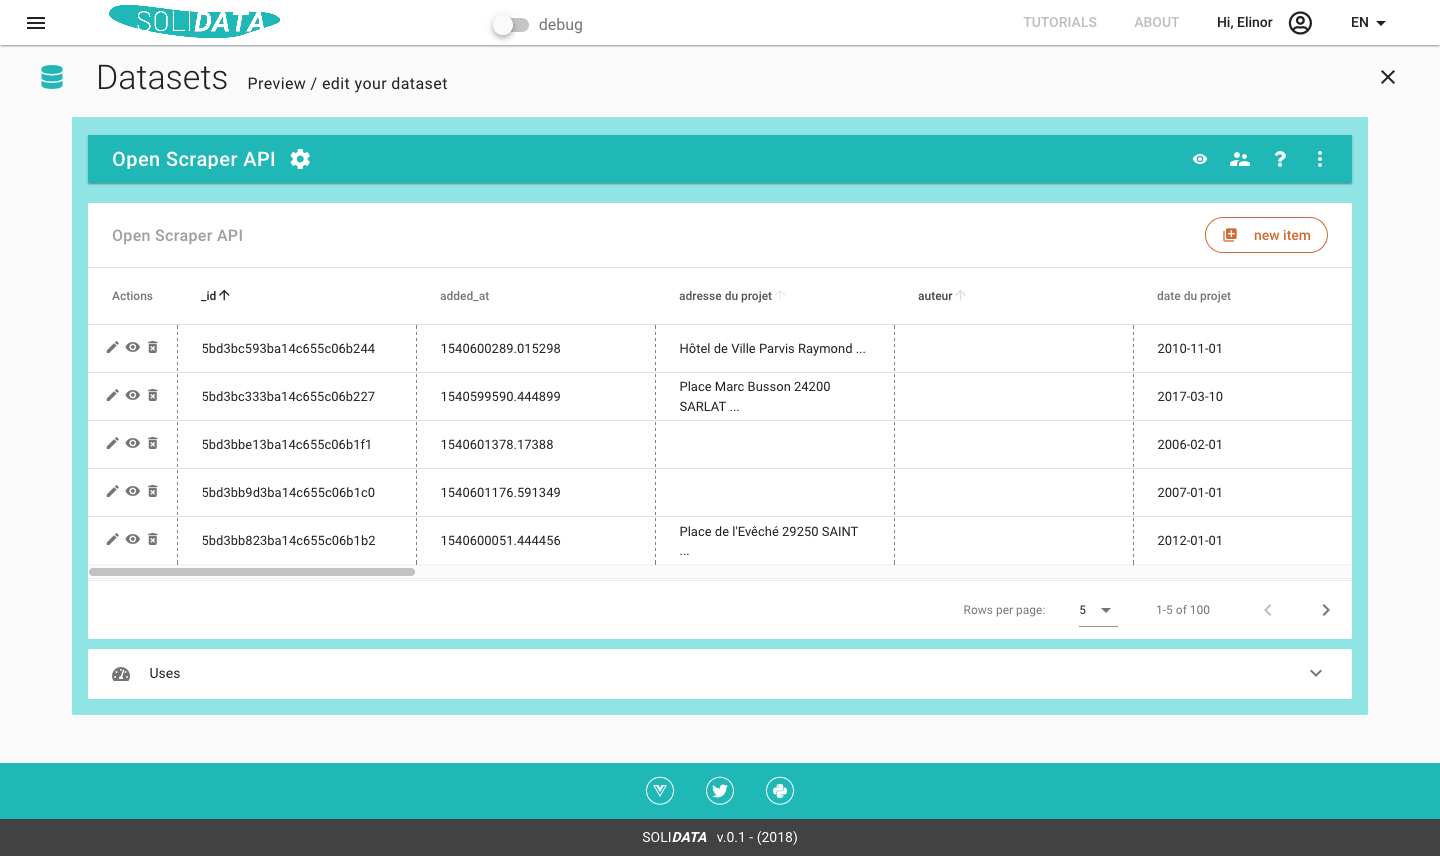 SOLIDATA debug TUTORIALS ABOUT Hi, Elinor EN
Datasets Preview / edit your dataset
Open Scraper API ?
Open Scraper API new item
Actions _id added_at adresse du projet auteur date du projet
5bd3bc593ba14c655c06b244 1540600289.015298 Hôtel de Ville Parvis Raymond ... 2010-11-01
5bd3bc333ba14c655c06b227 1540599590.444899 Place Marc Busson 24200 2017-03-10
SARLAT ...
5bd3bbe13ba14c655c06b1f1 1540601378.17388 2006-02-01
5bd3bb9d3ba14c655c06b1c0 1540601176.591349 2007-01-01
5bd3bb823ba14c655c06b1b2 1540600051.444456 Place de l'Evêché 29250 SAINT 2012-01-01
...
Rows per page: 5 1-5 of 100
Uses
SOLIDATA v.0.1 - (2018)